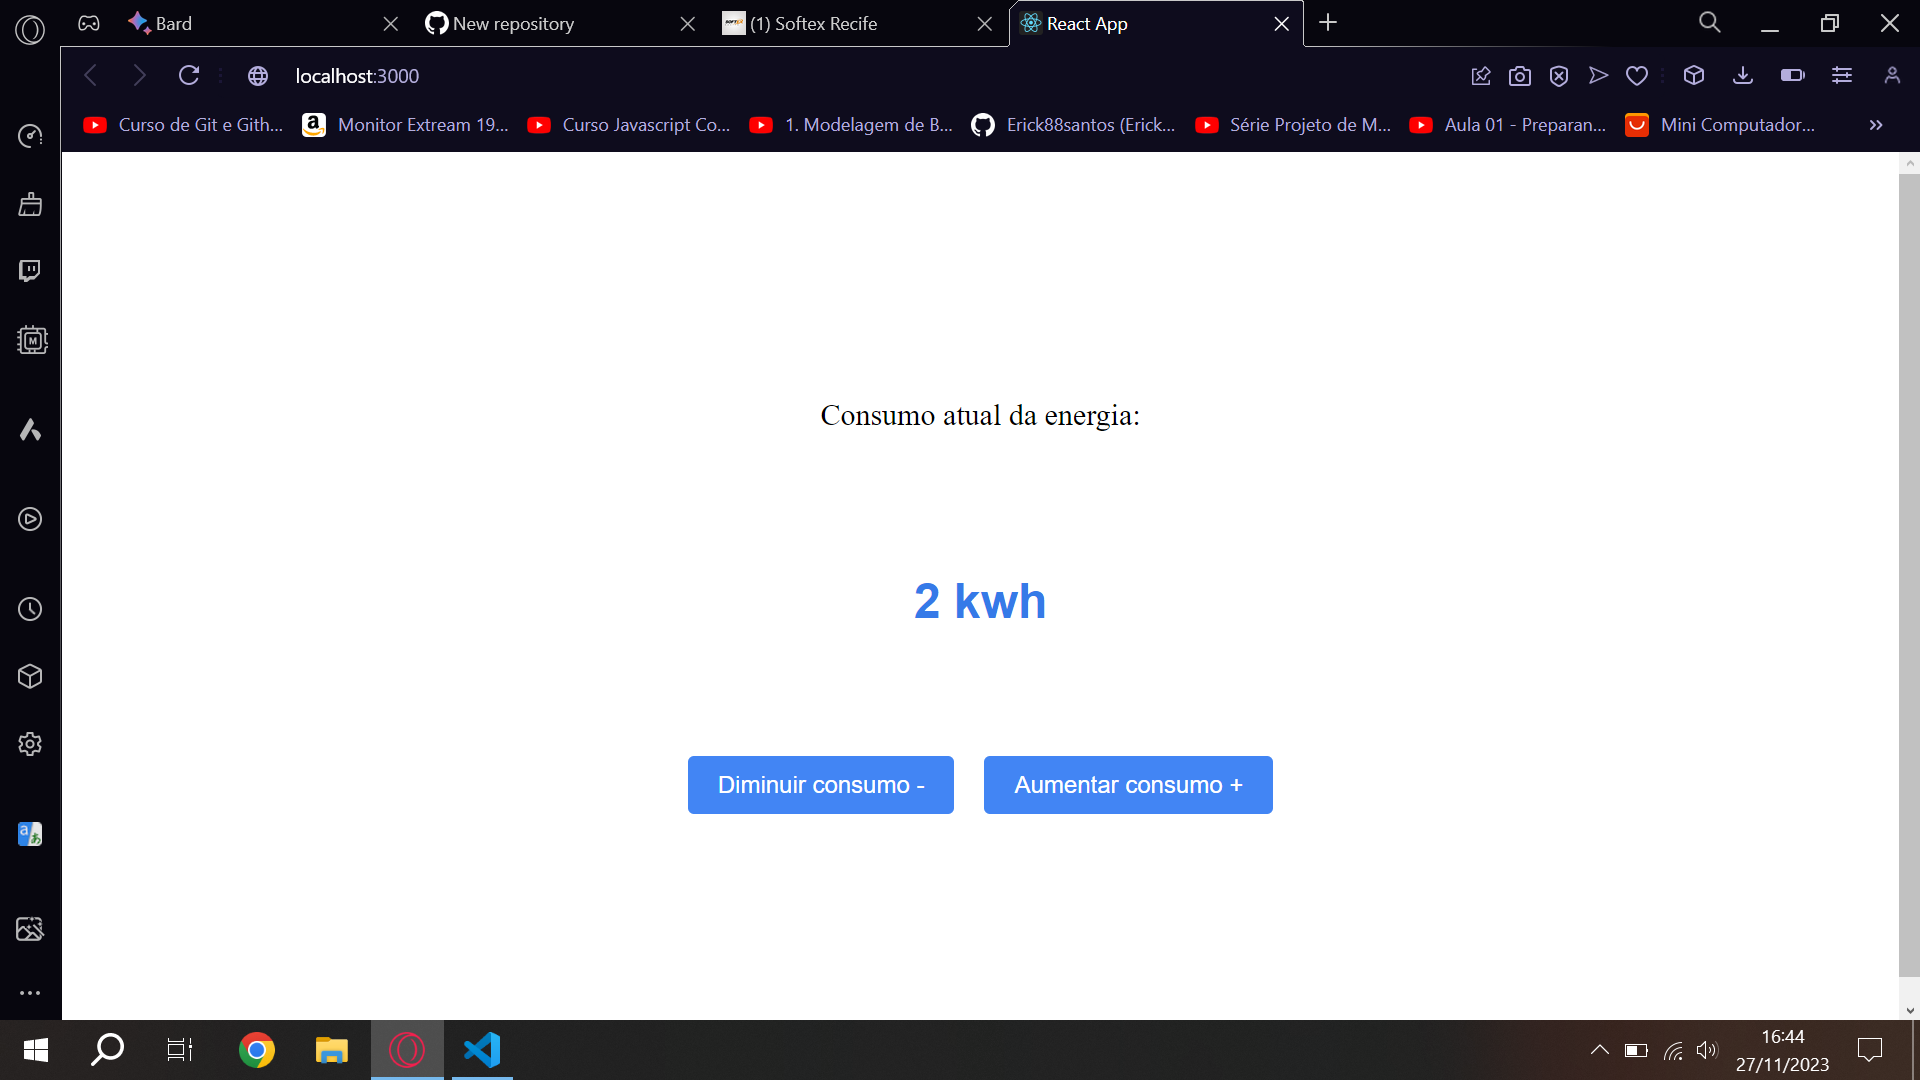 Bard
New repository
(1) Softex Recife
React App
localhost:3000
Curso de Git e Gith...
Monitor Extream 19...
Curso Javascript Co...
1. Modelagem de B...
Erick88santos (Erick...
Série Projeto de M...
Aula 01 - Preparan...
Mini Computador...
Consumo atual da energia:
2 kwh
Diminuir consumo -
Aumentar consumo +
16:44
27/11/2023